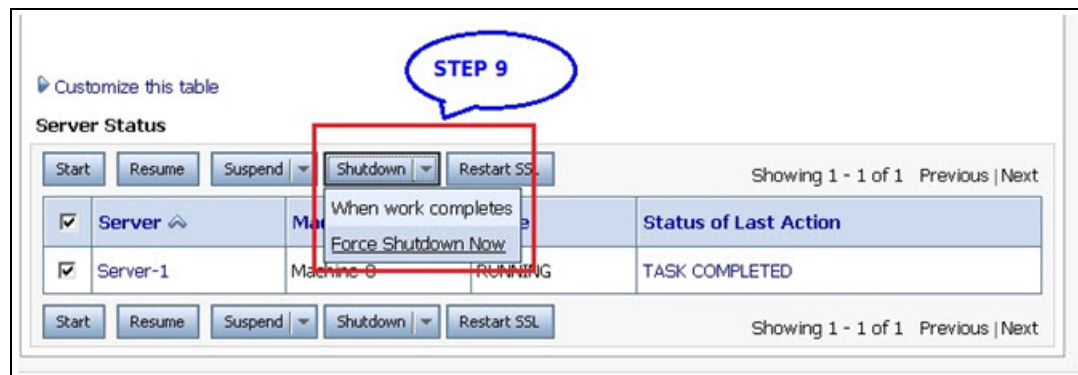 STEP 9
Customize this table
Server Status
Start Resume Suspend Shutdown Restart SSL Showing 1 - 1 of 1 Previous | Next
When work completes
Force Shutdown Now
Server Status of Last Action
Server-1 RUNNING TASK COMPLETED
Start Resume Suspend Shutdown Restart SSL Showing 1 - 1 of 1 Previous | Next